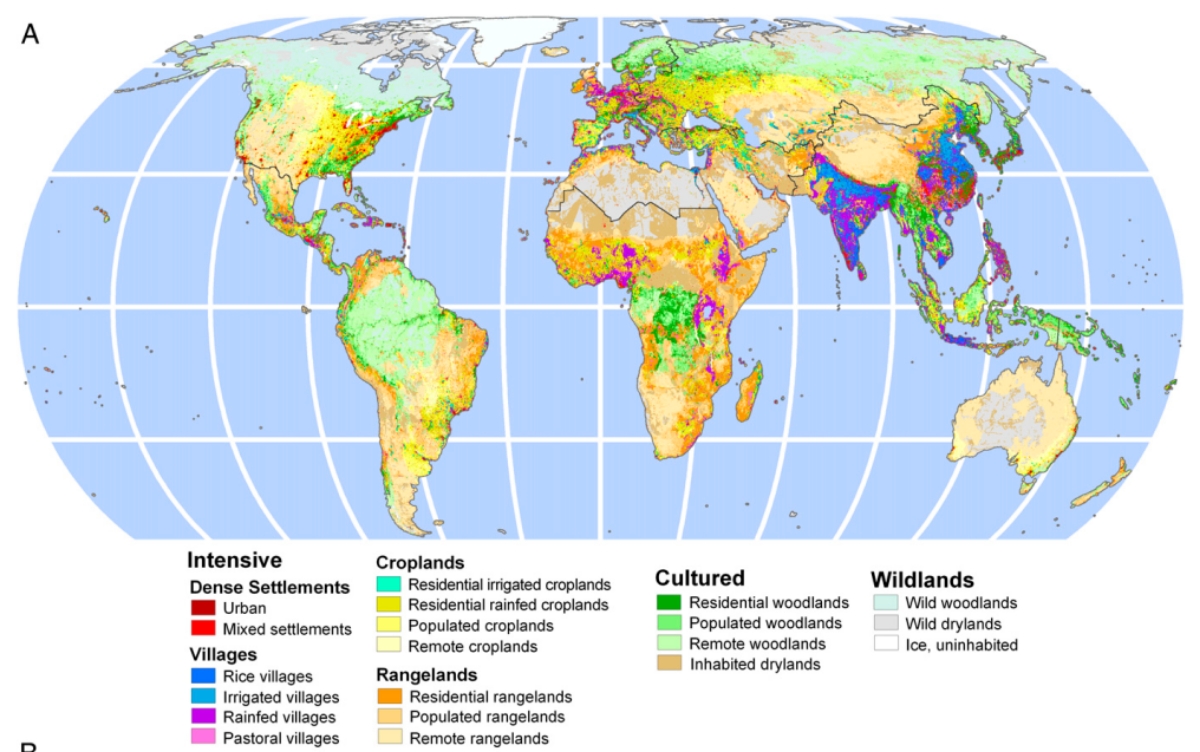 A
Intensive
Dense Settlements
Urban
Mixed settlements
Villages
Rice villages
Irrigated villages
Rainfed villages
Pastoral villages
Croplands
Residential irrigated croplands
Residential rainfed croplands
Populated croplands
Remote croplands
Rangelands
Residential rangelands
Populated rangelands
Remote rangelands
Cultured
Residential woodlands
Populated woodlands
Remote woodlands
Inhabited drylands
Wildlands
Wild woodlands
Wild drylands
Ice, uninhabited